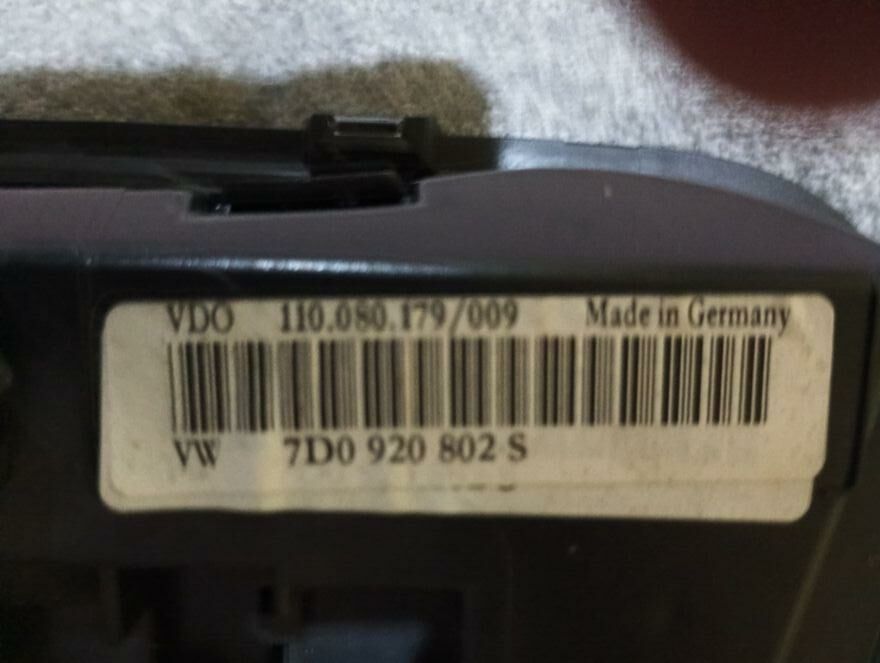 VDO 110.080.179/009 Made in Germany
VW 7D0 920 802 S